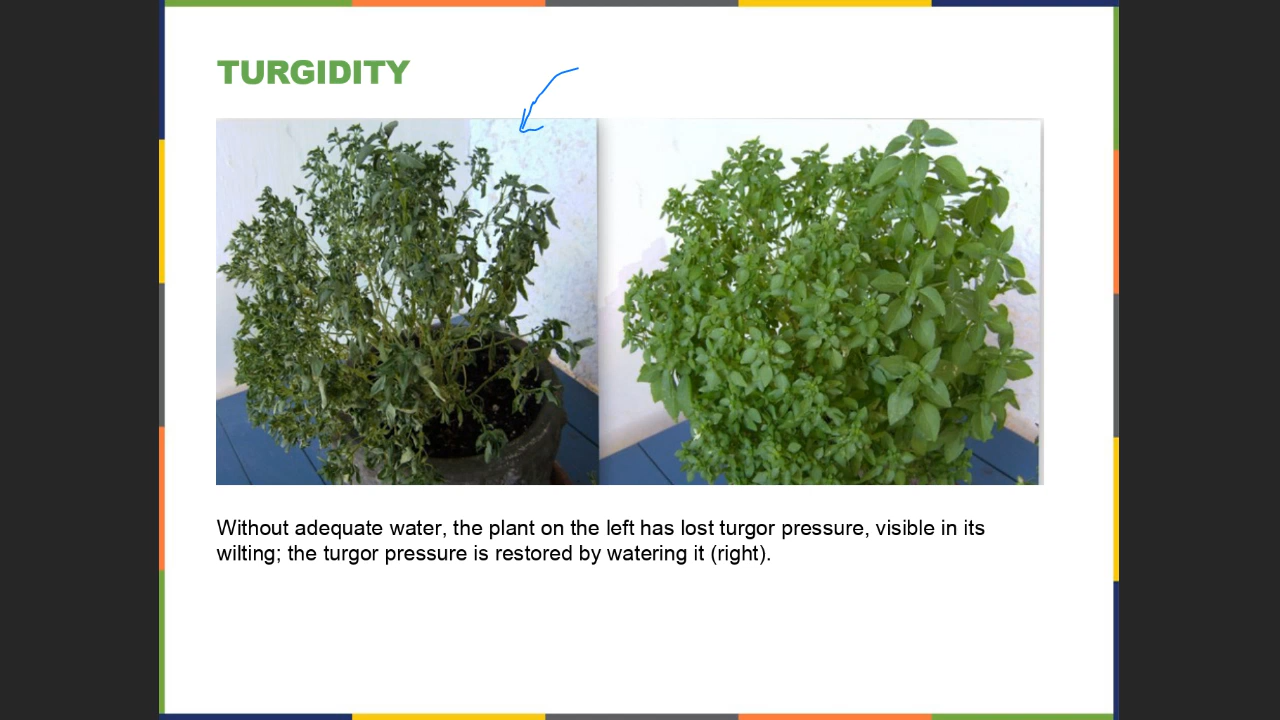 TURGIDITY
Without adequate water, the plant on the left has lost turgor pressure, visible in its
wilting; the turgor pressure is restored by watering it (right).